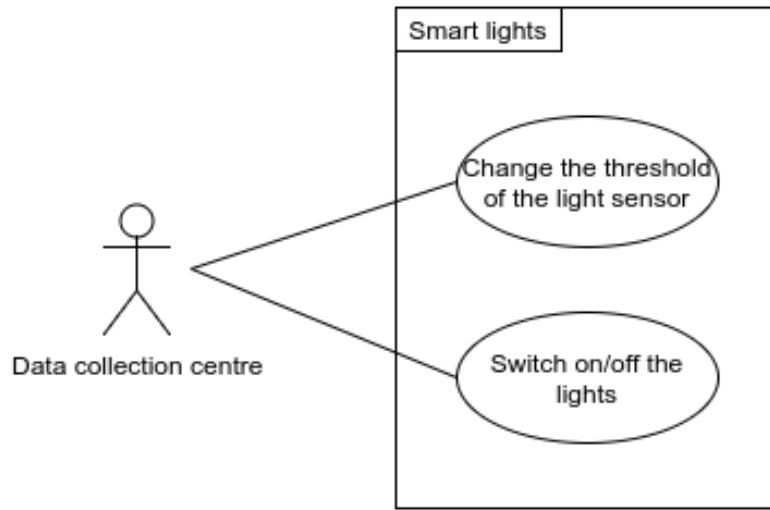 Smart lights
Change the threshold
of the light sensor
Data collection centre
Switch on/off the
lights